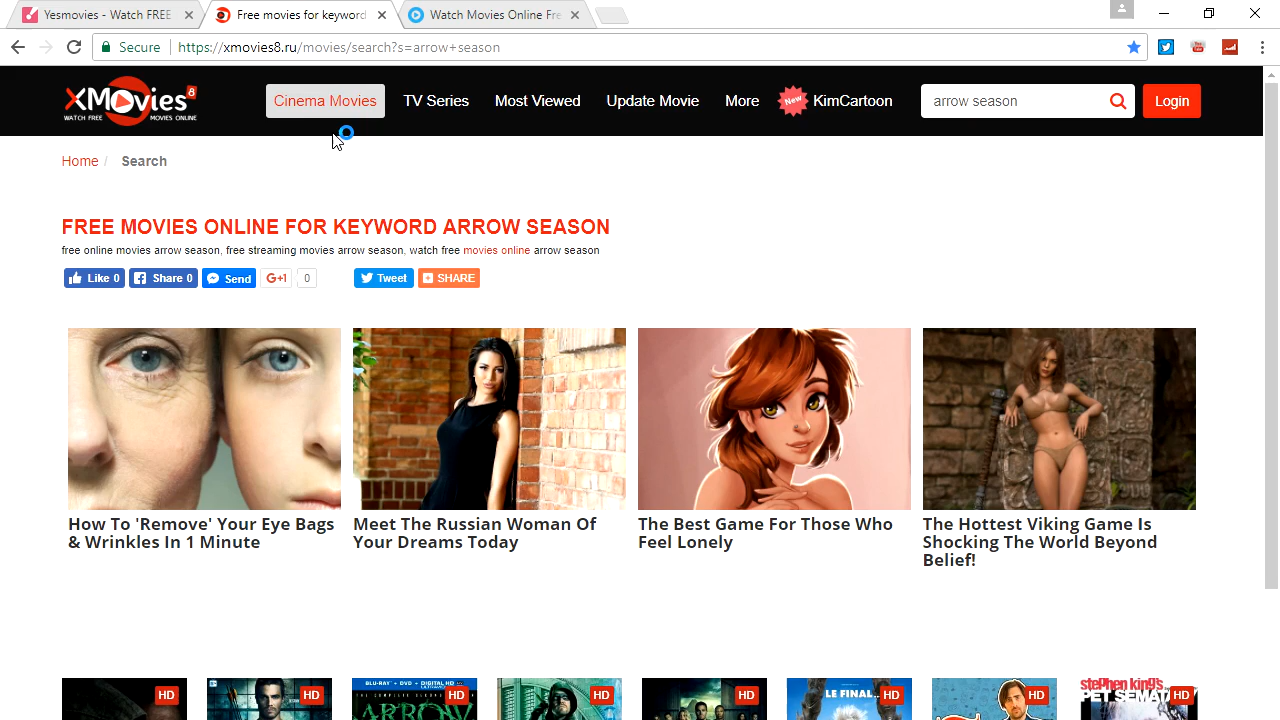 Yesmovies - Watch FREE
Free movies for keyword
Watch Movies Online Fre
Secure
https://xmovies8.ru/movies/search?s=arrow+season
XMovies 8
WATCH FREE MOVIES ONLINE
Cinema Movies
TV Series
Most Viewed
Update Movie
More
New
KimCartoon
arrow season
Login
Home / Search
FREE MOVIES ONLINE FOR KEYWORD ARROW SEASON
free online movies arrow season, free streaming movies arrow season, watch free movies online arrow season
Like 0
Share 0
Send
G+1
0
Tweet
SHARE
How To 'Remove' Your Eye Bags
& Wrinkles In 1 Minute
Meet The Russian Woman Of
Your Dreams Today
The Best Game For Those Who
Feel Lonely
The Hottest Viking Game Is
Shocking The World Beyond
Belief!
HD
HD
BLU-RAY + DVD + DIGITAL HD
ARROW
HD
HD
HD
LE FINAL..
HD
HD
stephen king's
PET SEMATA
HD